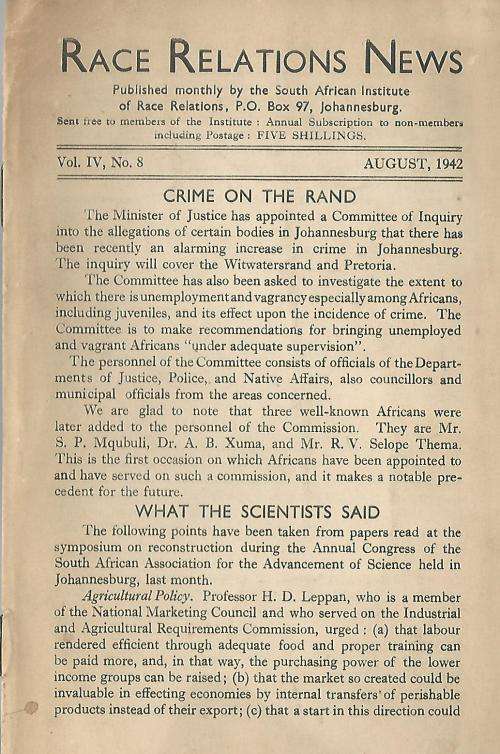 RACE RELATIONS NEWS
Published monthly by the South African Institute
of Race Relations, P.O. Box 97, Johannesburg.
Sent free to members of the Institute : Annual Subscription to non-members
including Postage : FIVE SHILLINGS.
Vol. IV, No. 8 AUGUST, 1942
CRIME ON THE RAND
The Minister of Justice has appointed a Committee of Inquiry
into the allegations of certain bodies in Johannesburg that there has
been recently an alarming increase in crime in Johannesburg.
The inquiry will cover the Witwatersrand and Pretoria.
The Committee has also been asked to investigate the extent to
which there is unemployment and vagrancy especially among Africans,
including juveniles, and its effect upon the incidence of crime. The
Committee is to make recommendations for bringing unemployed
and vagrant Africans "under adequate supervision".
The personnel of the Committee consists of officials of the Depart-
ments of Justice, Police, and Native Affairs, also councillors and
municipal officials from the areas concerned.
We are glad to note that three well-known Africans were
later added to the personnel of the Commission. They are Mr.
S. P. Mqubuli, Dr. A. B. Xuma, and Mr. R. V. Selope Thema.
This is the first occasion on which Africans have been appointed to
and have served on such a commission, and it makes a notable pre-
cedent for the future.
WHAT THE SCIENTISTS SAID
The following points have been taken from papers read at the
symposium on reconstruction during the Annual Congress of the
South African Association for the Advancement of Science held in
Johannesburg, last month.
Agricultural Policy. Professor H. D. Leppan, who is a member
of the National Marketing Council and who served on the Industrial
and Agricultural Requirements Commission, urged : (a) that labour
rendered efficient through adequate food and proper training can
be paid more, and, in that way, the purchasing power of the lower
income groups can be raised; (b) that the market so created could be
invaluable in effecting economies by internal transfers of perishable
products instead of their export; (c) that a start in this direction could